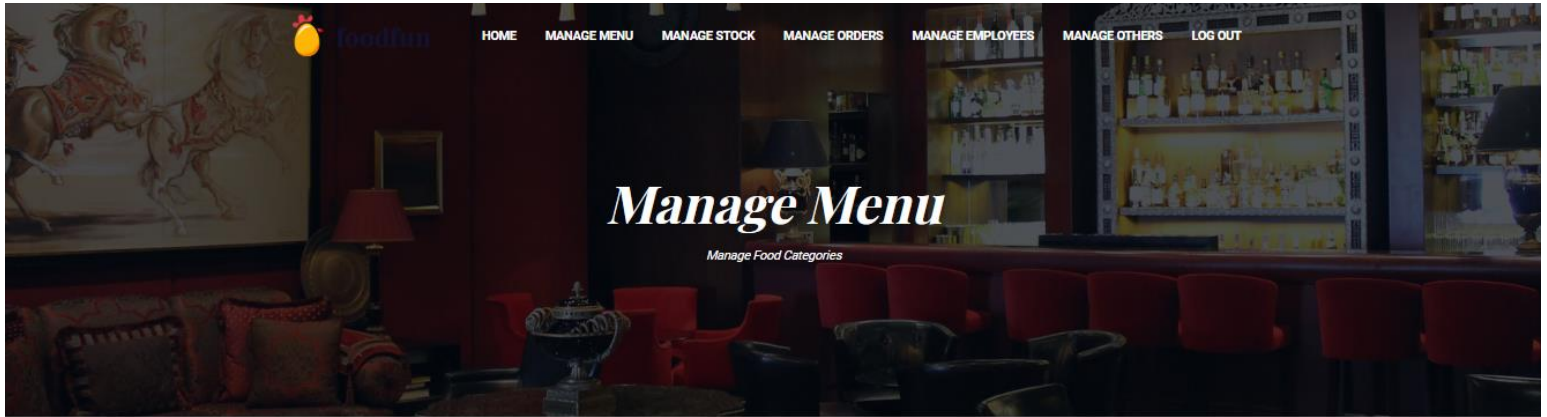 foodfun
HOME MANAGE MENU MANAGE STOCK MANAGE ORDERS MANAGE EMPLOYEES MANAGE OTHERS LOG OUT
Manage Menu
Manage Food Categories